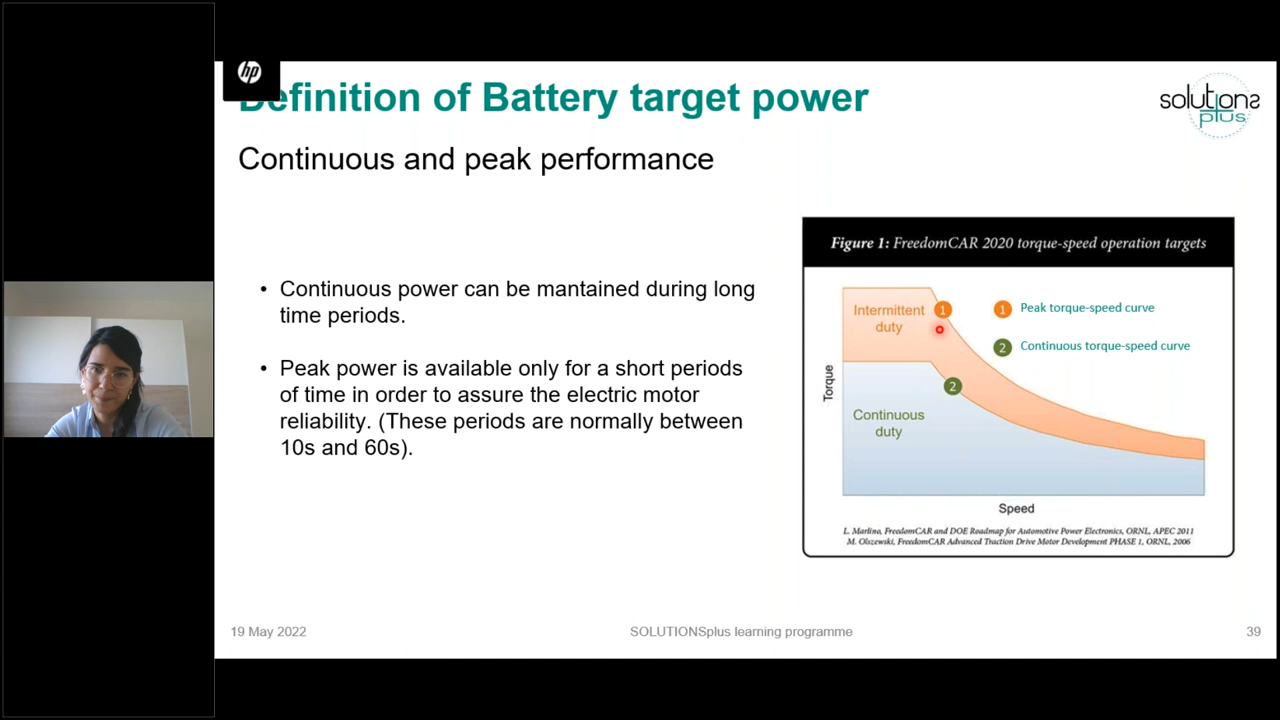 hp
Definition of Battery target power
solutions
plus
Continuous and peak performance
• Continuous power can be mantained during long
time periods.
• Peak power is available only for a short periods
of time in order to assure the electric motor
reliability. (These periods are normally between
10s and 60s).
Figure 1: FreedomCAR 2020 torque-speed operation targets
Intermittent
duty
1
1 Peak torque-speed curve
2 Continuous torque-speed curve
2
Continuous
duty
Torque
Speed
L. Marlino, FreedomCAR and DOE Roadmap for Automotive Power Electronics, ORNL, APEC 2011
M. Olszewski, FreedomCAR Advanced Traction Drive Motor Development PHASE 1, ORNL, 2006
19 May 2022
SOLUTIONSplus learning programme
39